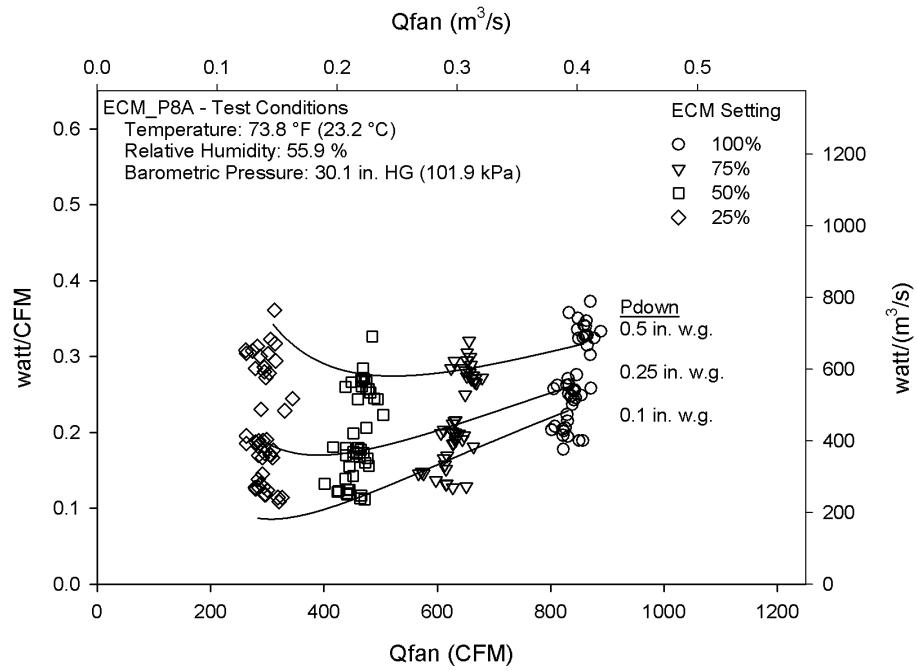 Qfan (m³/s)
0.0 0.1 0.2 0.3 0.4 0.5
ECM_P8A - Test Conditions
Temperature: 73.8 °F (23.2 °C)
Relative Humidity: 55.9 %
Barometric Pressure: 30.1 in. HG (101.9 kPa)
ECM Setting
100%
75%
50%
25%
Pdown
0.5 in. w.g.
0.25 in. w.g.
0.1 in. w.g.
watt/CFM
0.6
0.5
0.4
0.3
0.2
0.1
0.0
watt/(m³/s)
1200
1000
800
600
400
200
0
0 200 400 600 800 1000 1200
Qfan (CFM)